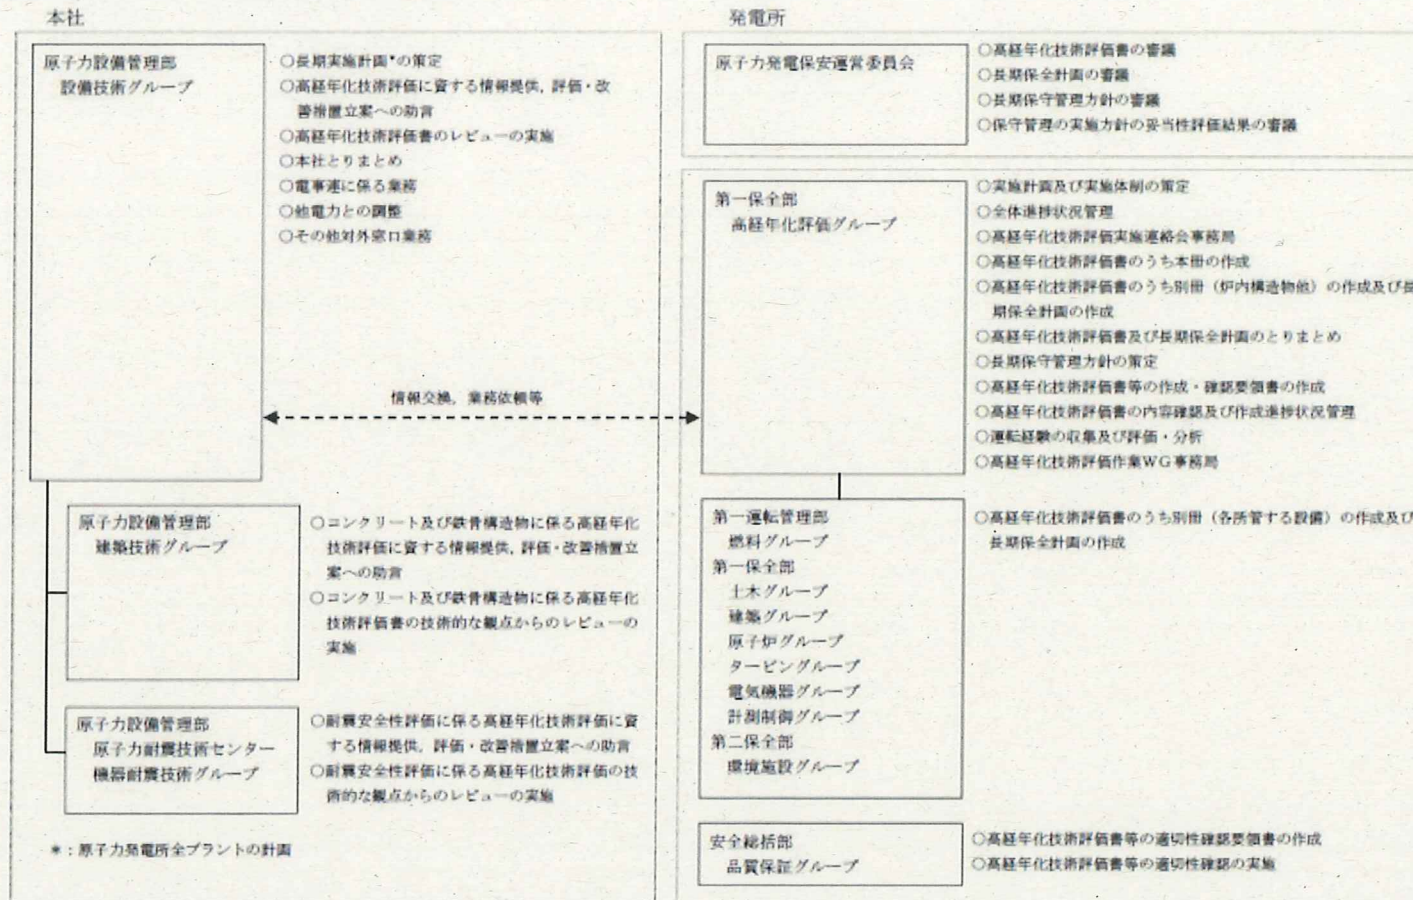 本社
原子力設備管理部
設備技術グループ
○長期実施計画*の策定
○高経年化技術評価に資する情報提供，評価・改
善措置立案への助言
○高経年化技術評価書のレビューの実施
○本社とりまとめ
○電事連に係る業務
○他電力との調整
○その他対外窓口業務
情報交換，業務依頼等
原子力設備管理部
建築技術グループ
○コンクリート及び鉄骨構造物に係る高経年化
技術評価に資する情報提供，評価・改善措置立
案への助言
○コンクリート及び鉄骨構造物に係る高経年化
技術評価書の技術的な観点からのレビューの
実施
原子力設備管理部
原子力耐震技術センター
機器耐震技術グループ
○耐震安全性評価に係る高経年化技術評価に資
する情報提供，評価・改善措置立案への助言
○耐震安全性評価に係る高経年化技術評価の技
術的な観点からのレビューの実施
＊：原子力発電所全プラントの計画
発電所
原子力発電保安運営委員会
○高経年化技術評価書の審議
○長期保全計画の審議
○長期保守管理方針の審議
○保守管理の実施方針の妥当性評価結果の審議
第一保全部
高経年化評価グループ
○実施計画及び実施体制の策定
○全体進捗状況管理
○高経年化技術評価実施連絡会事務局
○高経年化技術評価書のうち本冊の作成
○高経年化技術評価書のうち別冊（炉内構造物他）の作成及び長
期保全計画の作成
○高経年化技術評価書及び長期保全計画のとりまとめ
○長期保守管理方針の策定
○高経年化技術評価書等の作成・確認要領書の作成
○高経年化技術評価書の内容確認及び作成進捗状況管理
○運転経験の収集及び評価・分析
○高経年化技術評価作業WG事務局
第一運転管理部
燃料グループ
第一保全部
土木グループ
建築グループ
原子炉グループ
タービングループ
電気機器グループ
計測制御グループ
第二保全部
環境施設グループ
○高経年化技術評価書のうち別冊（各所管する設備）の作成及び
長期保全計画の作成
安全総括部
品質保証グループ
○高経年化技術評価書等の適切性確認要領書の作成
○高経年化技術評価書等の適切性確認の実施